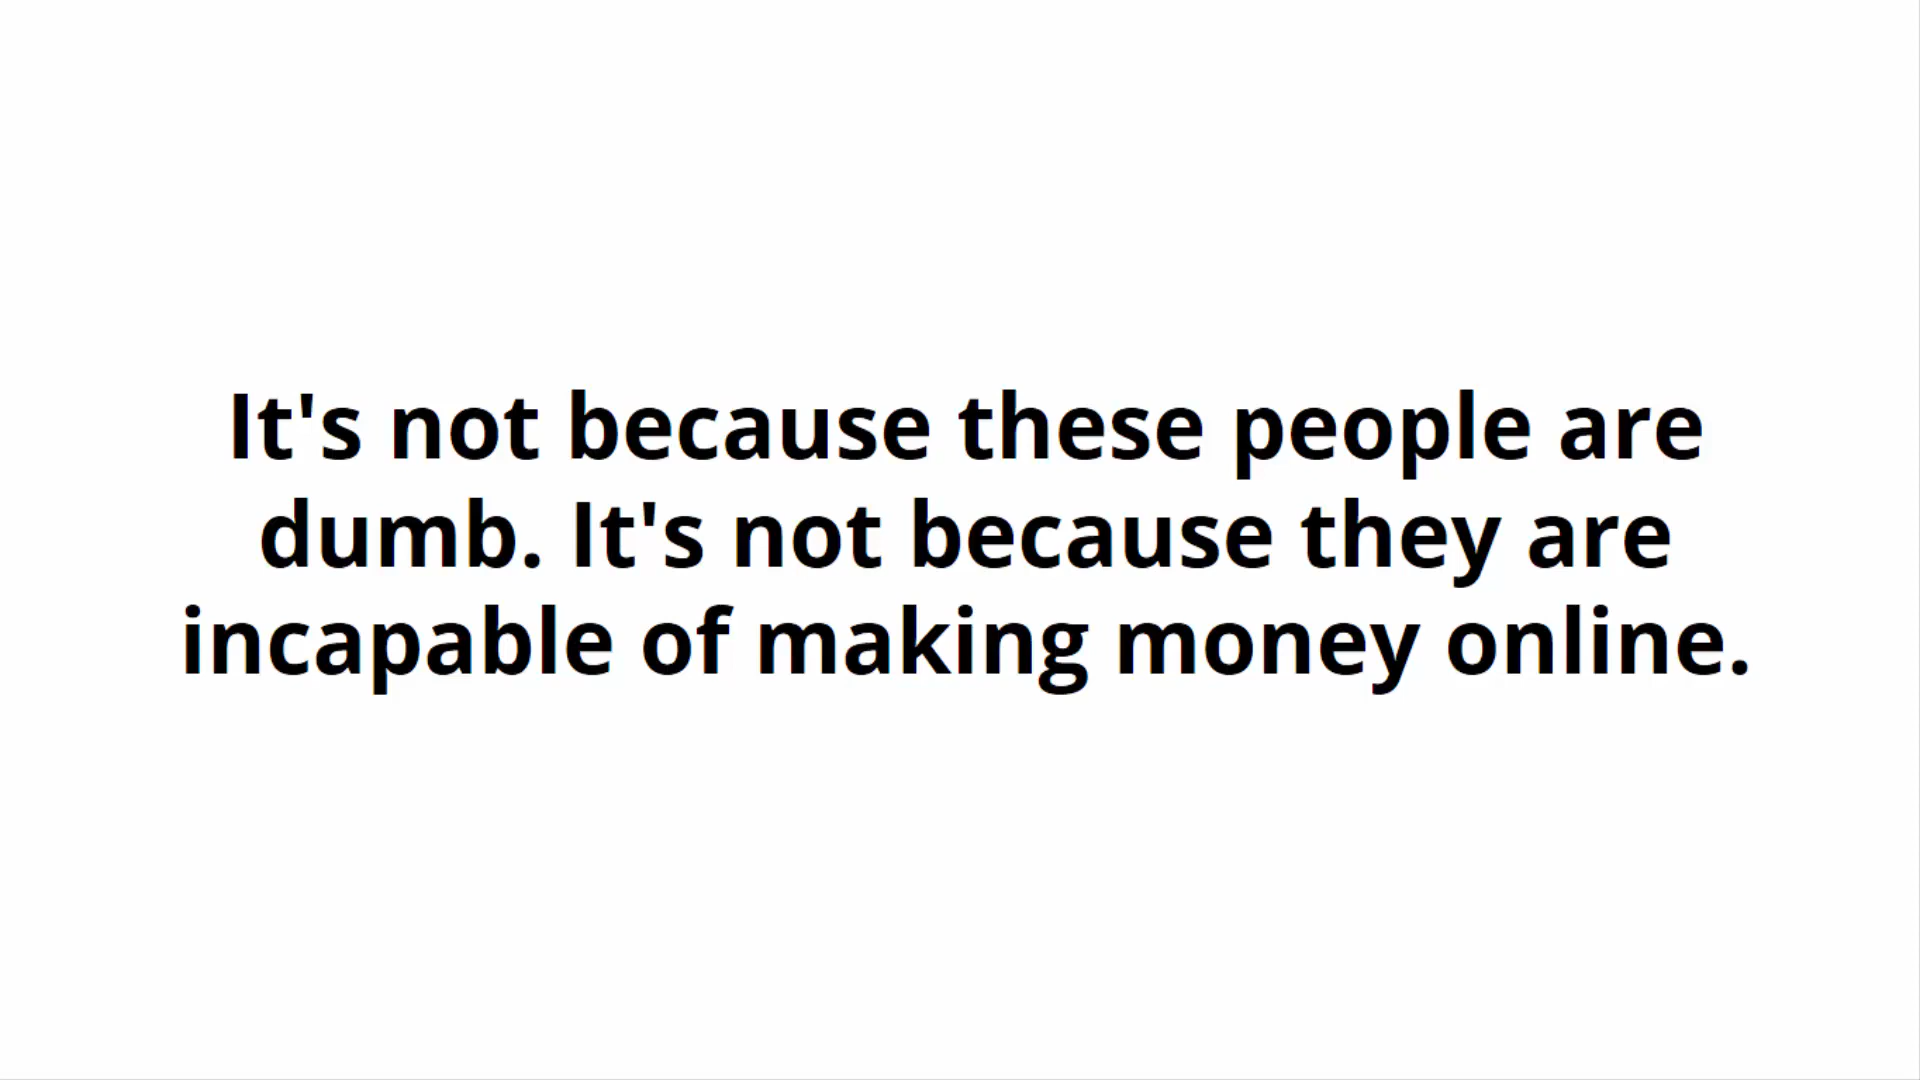 It's not because these people are
dumb. It's not because they are
incapable of making money online.